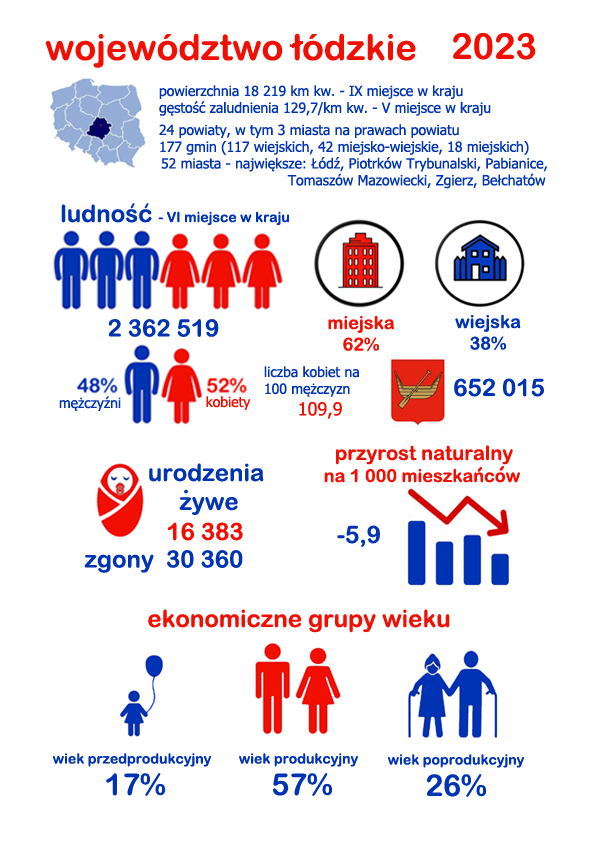 województwo łódzkie 2023
powierzchnia 18 219 km kw. - IX miejsce w kraju
gęstość zaludnienia 129,7/km kw. - V miejsce w kraju
24 powiaty, w tym 3 miasta na prawach powiatu
177 gmin (117 wiejskich, 42 miejsko-wiejskie, 18 miejskich)
52 miasta - największe: Łódź, Piotrków Trybunalski, Pabianice,
Tomaszów Mazowiecki, Zgierz, Bełchatów
ludność - VI miejsce w kraju
2 362 519
miejska
62%
wiejska
38%
48%
mężczyźni
52%
kobiety
liczba kobiet na
100 mężczyzn
109,9
652 015
urodzenia
żywe
16 383
zgony 30 360
przyrost naturalny
na 1 000 mieszkańców
-5,9
ekonomiczne grupy wieku
wiek przedprodukcyjny
17%
wiek produkcyjny
57%
wiek poprodukcyjny
26%